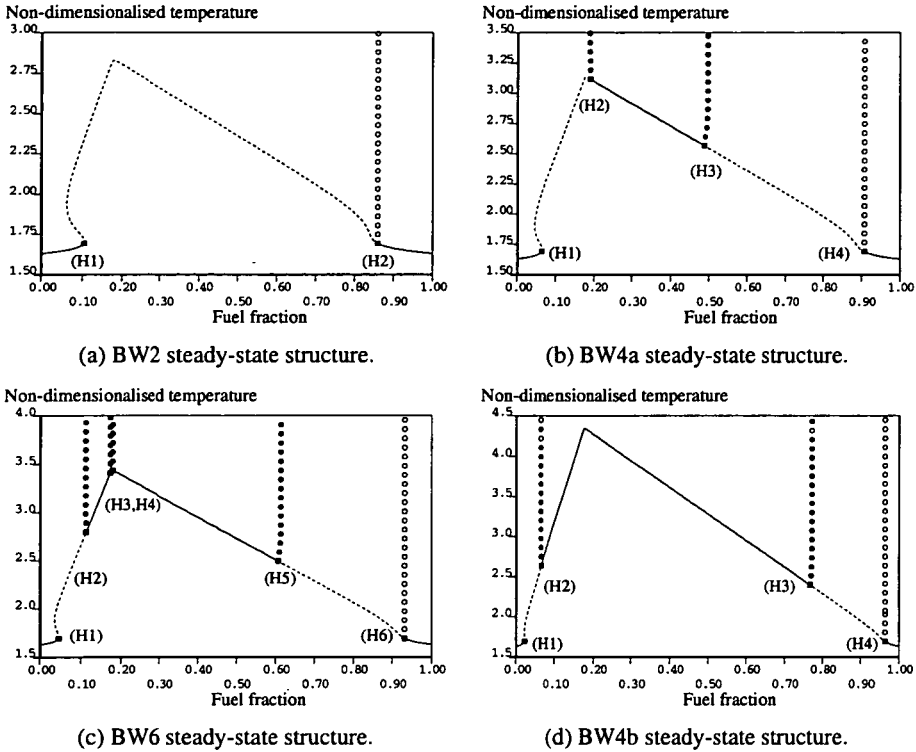 Non-dimensionalised temperature
3.00
2.75
2.50
2.25
2.00
1.75
1.50
(H1)
(H2)
0.00 0.20 0.40 0.60 0.80 1.00
0.10 0.30 0.50 0.70 0.90
Fuel fraction
(a) BW2 steady-state structure.
Non-dimensionalised temperature
3.50
3.25
3.00
2.75
2.50
2.25
2.00
1.75
1.50
(H2)
(H3)
(H1)
(H4)
0.00 0.20 0.40 0.60 0.80 1.00
0.10 0.30 0.50 0.70 0.90
Fuel fraction
(b) BW4a steady-state structure.
Non-dimensionalised temperature
4.0
3.5
3.0
2.5
2.0
1.5
(H3,H4)
(H2)
(H5)
(H1)
(H6)
0.00 0.20 0.40 0.60 0.80 1.00
0.10 0.30 0.50 0.70 0.90
Fuel fraction
(c) BW6 steady-state structure.
Non-dimensionalised temperature
4.5
4.0
3.5
3.0
2.5
2.0
1.5
(H2)
(H3)
(H1)
(H4)
0.00 0.20 0.40 0.60 0.80 1.00
0.10 0.30 0.50 0.70 0.90
Fuel fraction
(d) BW4b steady-state structure.